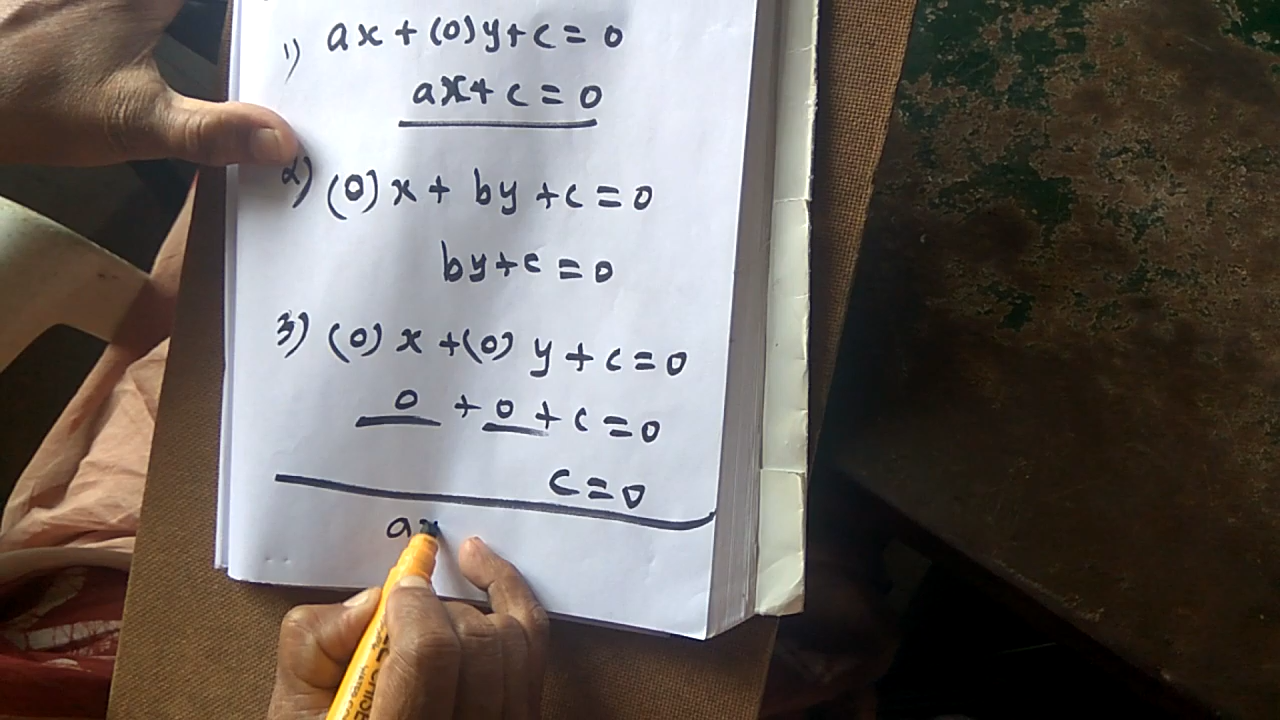 1) ax + (0)y + c = 0
ax + c = 0
2) (0)x + by + c = 0
by + c = 0
3) (0)x + (0)y + c = 0
0 + 0 + c = 0
c = 0
ax